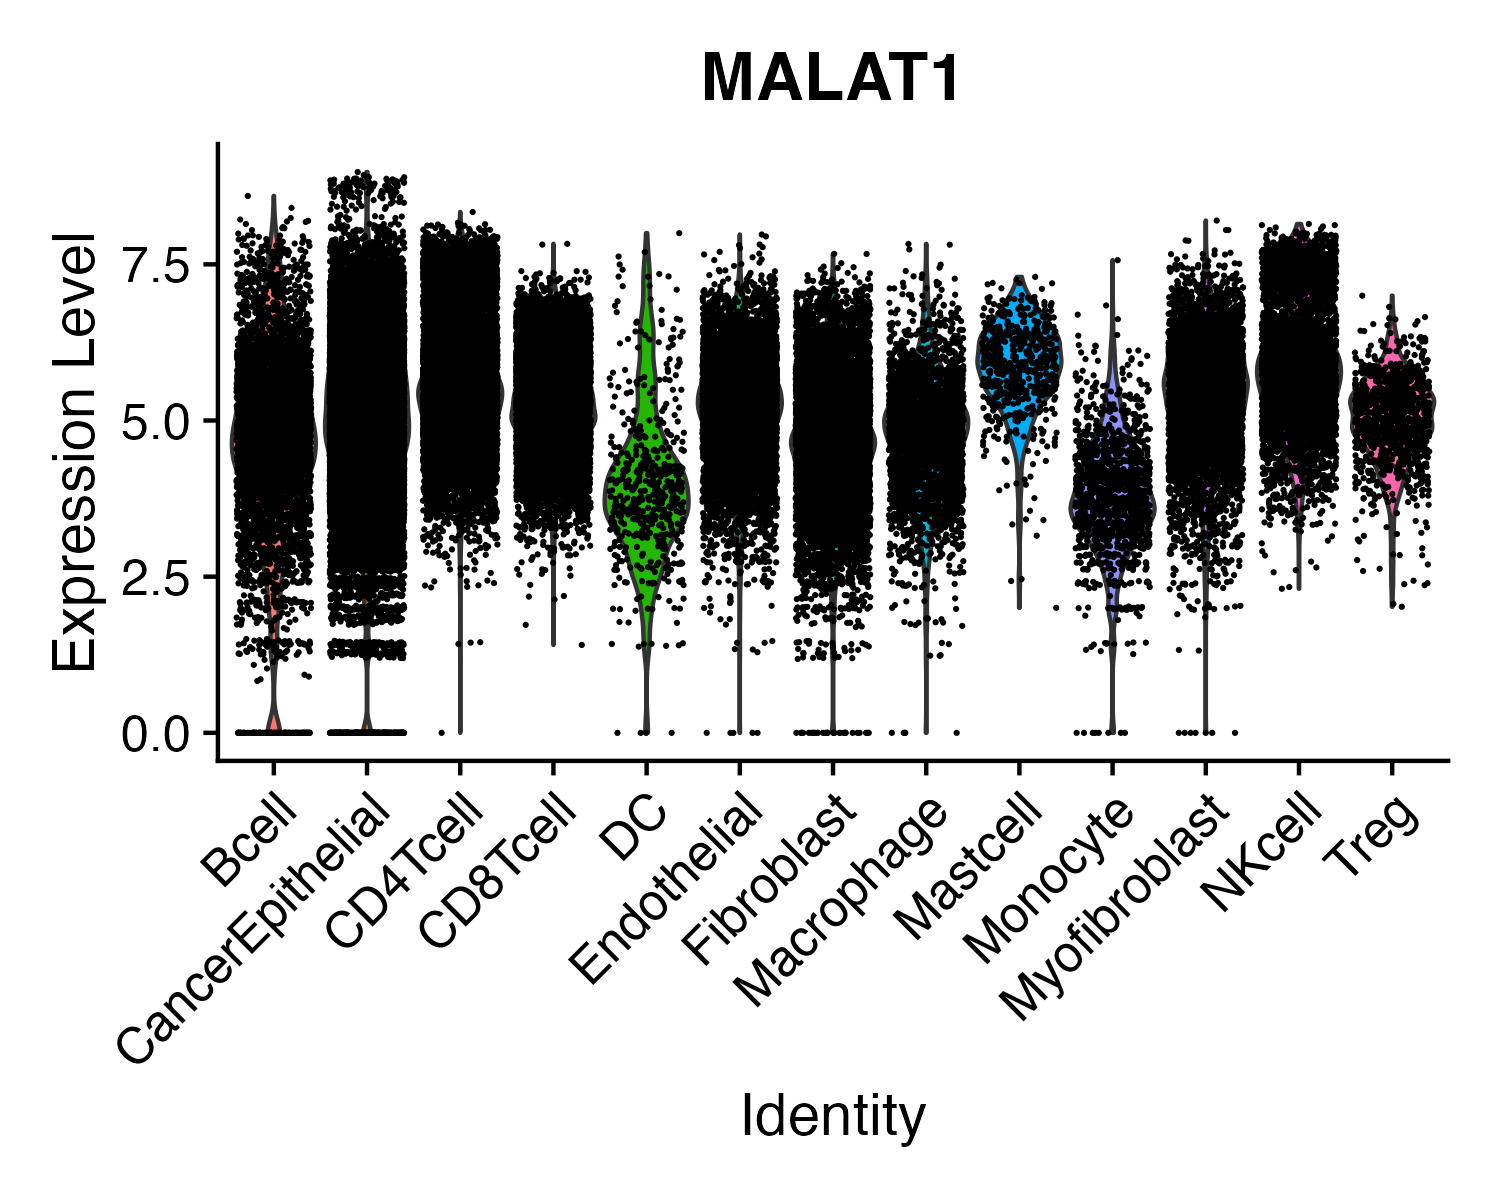 MALAT1
Expression Level
7.5
5.0
2.5
0.0
Bcell
CancerEpithelial
CD4Tcell
CD8Tcell
DC
Endothelial
Fibroblast
Macrophage
Mastcell
Monocyte
Myofibroblast
NKcell
Treg
Identity